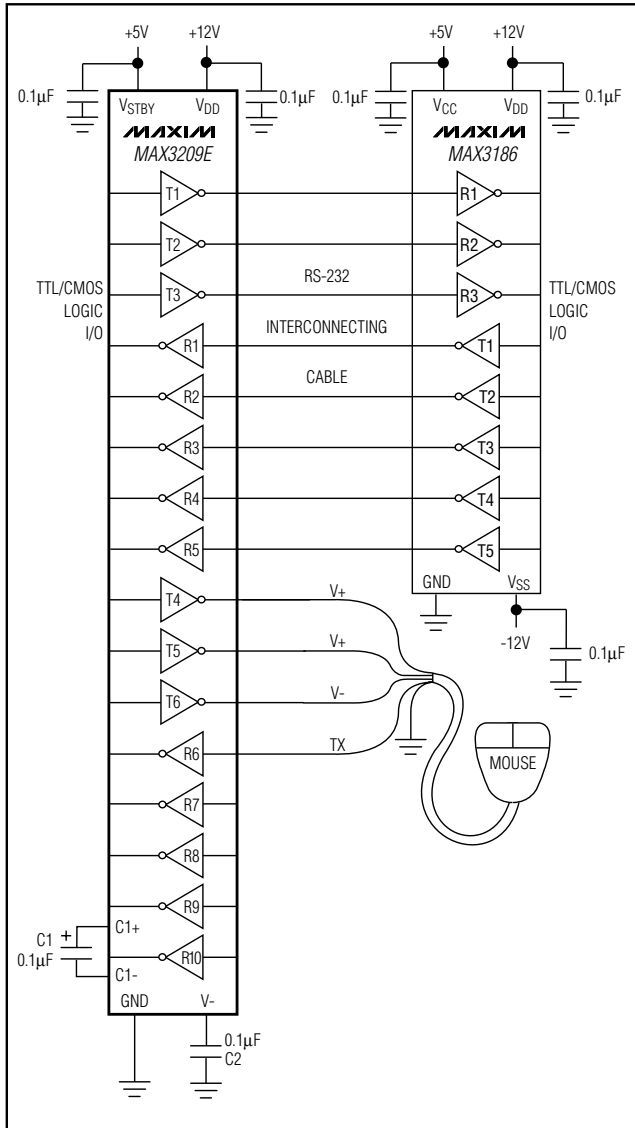 +5V
+12V
+5V
+12V
0.1µF
0.1µF
0.1µF
0.1µF
VSTBY
VDD
VCC
VDD
MAXIM
MAXIM
MAX3209E
MAX3186
T1
R1
T2
R2
TTL/CMOS
LOGIC
I/O
T3
RS-232
R3
TTL/CMOS
LOGIC
I/O
R1
INTERCONNECTING
T1
R2
CABLE
T2
R3
T3
R4
T4
R5
T5
GND
VSS
T4
V+
-12V
0.1µF
T5
V+
T6
V-
R6
TX
MOUSE
R7
R8
R9
C1
+
0.1µF
C1+
R10
C1-
GND
V-
0.1µF
C2